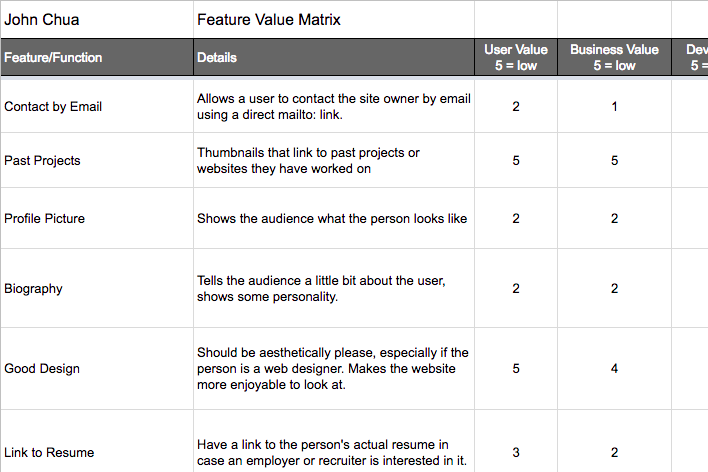 John Chua
Feature Value Matrix
Feature/Function
Details
User Value
5 = low
Business Value
5 = low
Dev
5 =
Contact by Email
Allows a user to contact the site owner by email
using a direct mailto: link.
2
1
Past Projects
Thumbnails that link to past projects or
websites they have worked on
5
5
Profile Picture
Shows the audience what the person looks like
2
2
Biography
Tells the audience a little bit about the user,
shows some personality.
2
2
Good Design
Should be aesthetically please, especially if the
person is a web designer. Makes the website
more enjoyable to look at.
5
4
Link to Resume
Have a link to the person's actual resume in
case an employer or recruiter is interested in it.
3
2